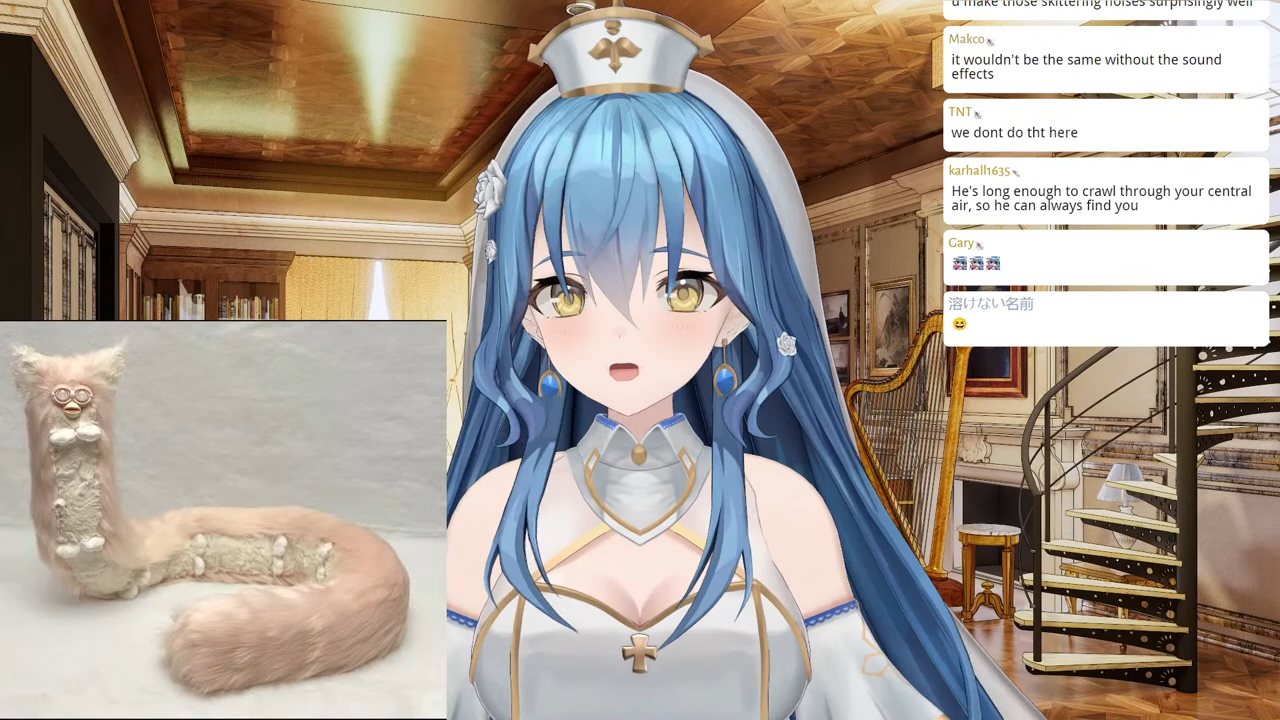 u make those skittering noises surprisingly well
Makco
it wouldn't be the same without the sound
effects
TNT
we dont do tht here
karhall1635
He's long enough to crawl through your central
air, so he can always find you
Gary
溶けない名前
😆